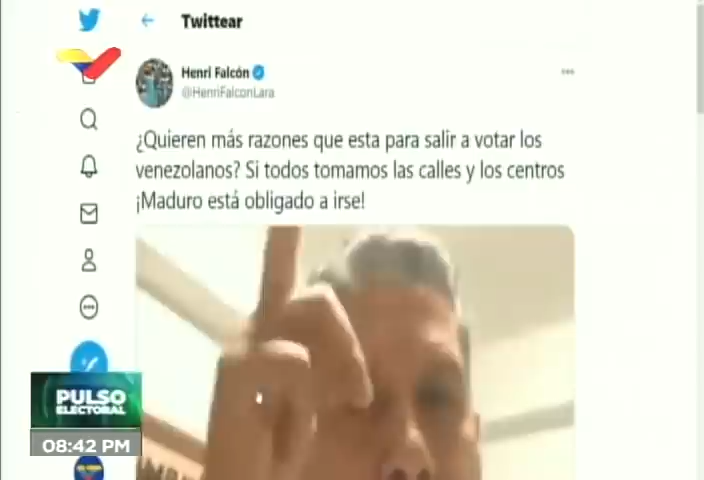 Twittear
Henri Falcón
@HenriFalconLara
¿Quieren más razones que esta para salir a votar los
venezolanos? Si todos tomamos las calles y los centros
¡Maduro está obligado a irse!
PULSO
ELECTORAL
08:42 PM